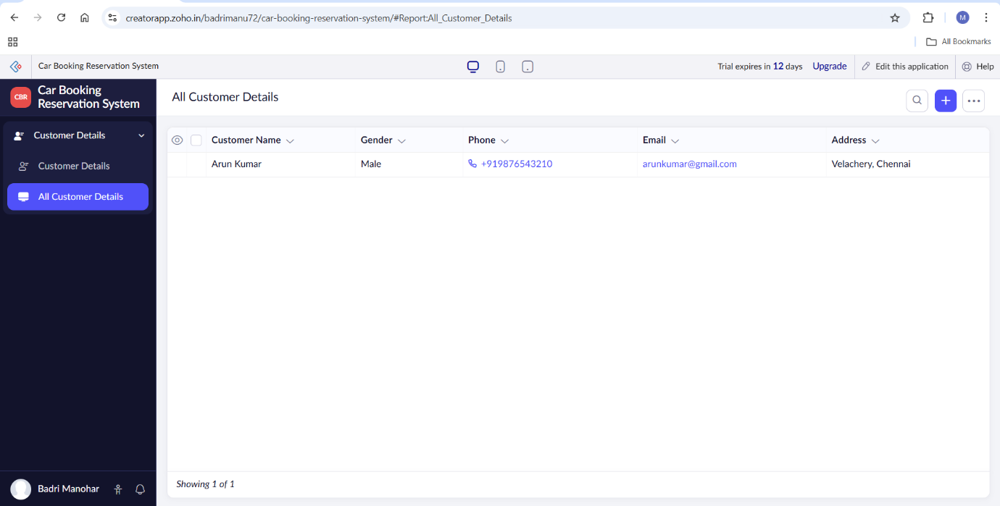 creatorapp.zoho.in/badrimanu72/car-booking-reservation-system/#Report:All_Customer_Details
M
All Bookmarks
Car Booking Reservation System
Trial expires in 12 days Upgrade Edit this application Help
CBR Car Booking
Reservation System
All Customer Details
Customer Details
Customer Details
All Customer Details
Customer Name Gender Phone Email Address
Arun Kumar Male +919876543210 arunkumar@gmail.com Velachery, Chennai
Showing 1 of 1
Badri Manohar